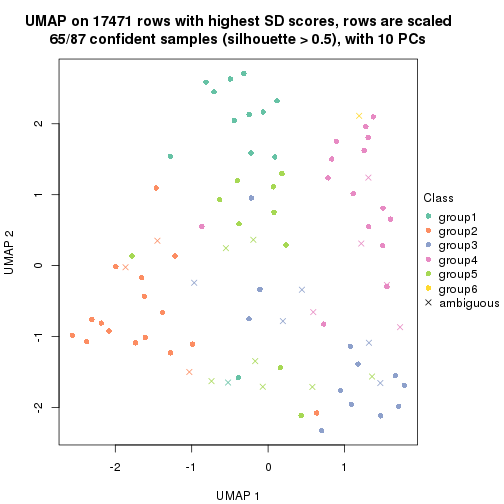 UMAP on 17471 rows with highest SD scores, rows are scaled
65/87 confident samples (silhouette > 0.5), with 10 PCs
UMAP 2
2
1
0
-1
-2
-2
-1
0
1
UMAP 1
Class
group1
group2
group3
group4
group5
group6
ambiguous